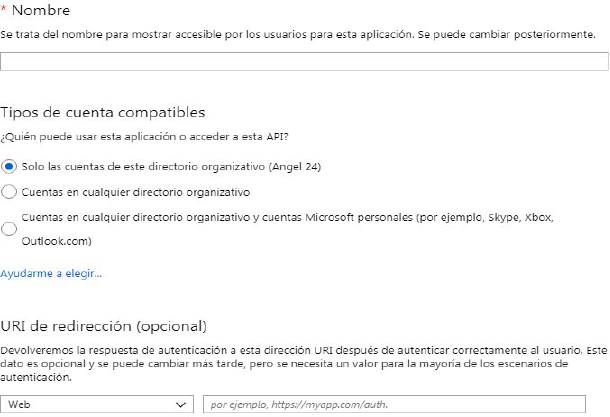 * Nombre
Se trata del nombre para mostrar accesible por los usuarios para esta aplicación. Se puede cambiar posteriormente.
Tipos de cuenta compatibles
¿Quién puede usar esta aplicación o acceder a esta API?
Solo las cuentas de este directorio organizativo (Angel 24)
Cuentas en cualquier directorio organizativo
Cuentas en cualquier directorio organizativo y cuentas Microsoft personales (por ejemplo, Skype, Xbox,
Outlook.com)
Ayudarme a elegir...
URI de redirección (opcional)
Devolveremos la respuesta de autenticación a esta dirección URI después de autenticar correctamente al usuario. Este
dato es opcional y se puede cambiar más tarde, pero se necesita un valor para la mayoría de los escenarios de
autenticación.
Web
por ejemplo, https://myapp.com/auth.